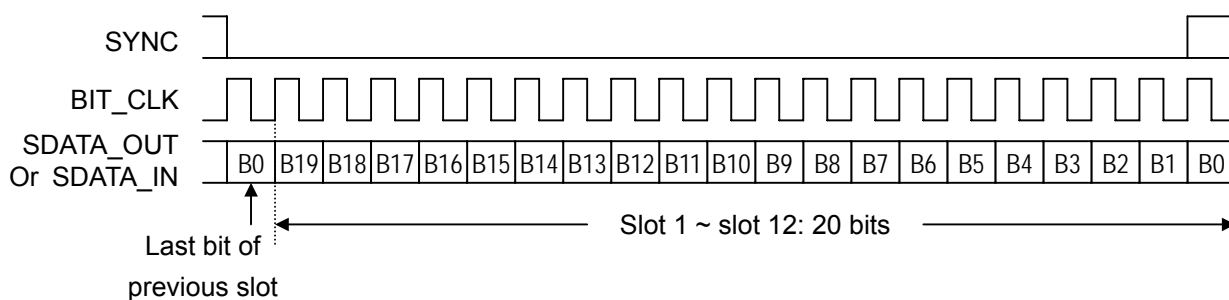 SYNC
BIT_CLK
SDATA_OUT
Or SDATA_IN
B0 B19 B18 B17 B16 B15 B14 B13 B12 B11 B10 B9 B8 B7 B6 B5 B4 B3 B2 B1 B0
Slot 1 ~ slot 12: 20 bits
Last bit of
previous slot